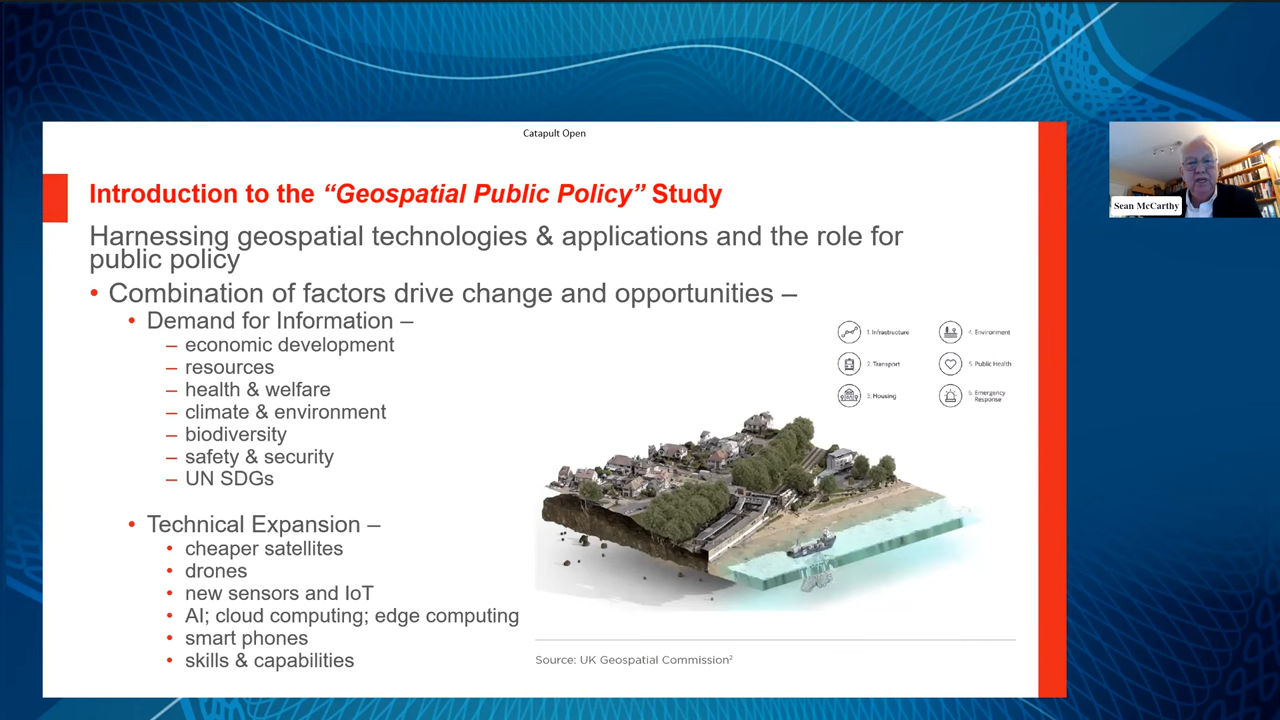 Catapult Open
Introduction to the “Geospatial Public Policy” Study
Harnessing geospatial technologies & applications and the role for
public policy
• Combination of factors drive change and opportunities –
• Demand for Information –
– economic development
– resources
– health & welfare
– climate & environment
– biodiversity
– safety & security
– UN SDGs
• Technical Expansion –
• cheaper satellites
• drones
• new sensors and IoT
• AI; cloud computing; edge computing
• smart phones
• skills & capabilities
1. Infrastructure
2. Transport
3. Housing
4. Environment
5. Public Health
6. Emergency
Response
Source: UK Geospatial Commission²
Sean McCarthy